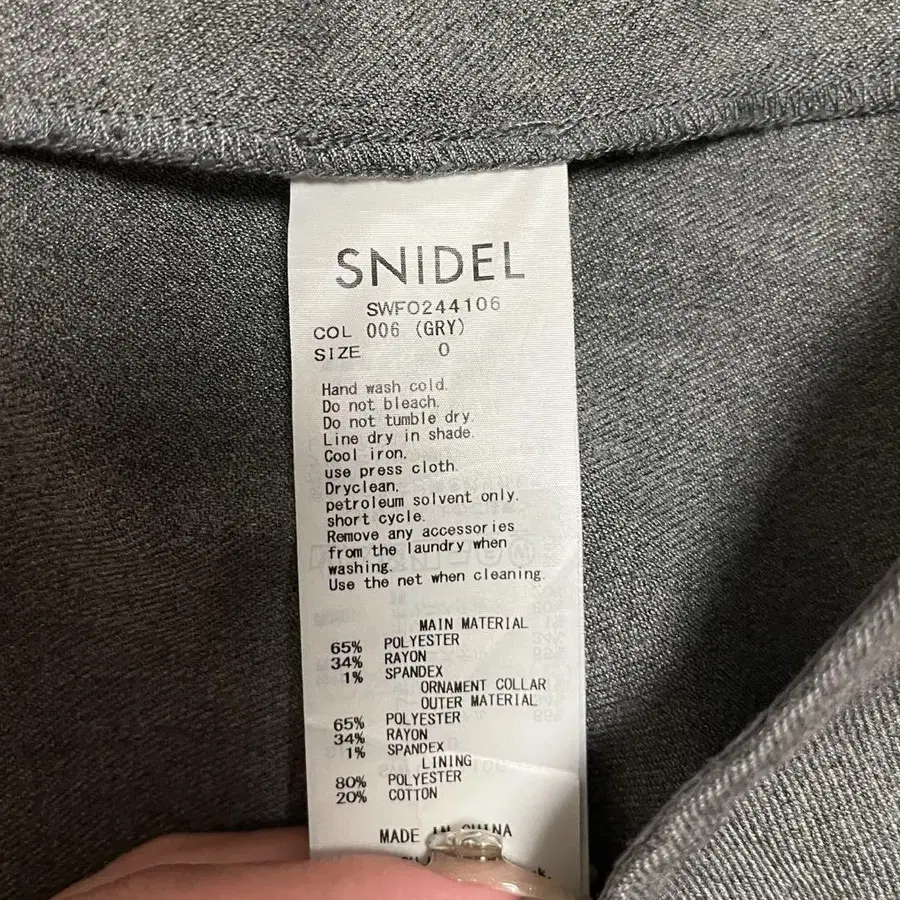 SNIDEL
SWFO244106
COL 006 (GRY)
SIZE 0
Hand wash cold.
Do not bleach.
Do not tumble dry.
Line dry in shade.
Cool iron.
use press cloth.
Dryclean.
petroleum solvent only.
short cycle.
Remove any accessories
from the laundry when
washing.
Use the net when cleaning.
MAIN MATERIAL
65% POLYESTER
34% RAYON
1% SPANDEX
ORNAMENT COLLAR
OUTER MATERIAL
65% POLYESTER
34% RAYON
1% SPANDEX
LINING
80% POLYESTER
20% COTTON
MADE IN CHINA